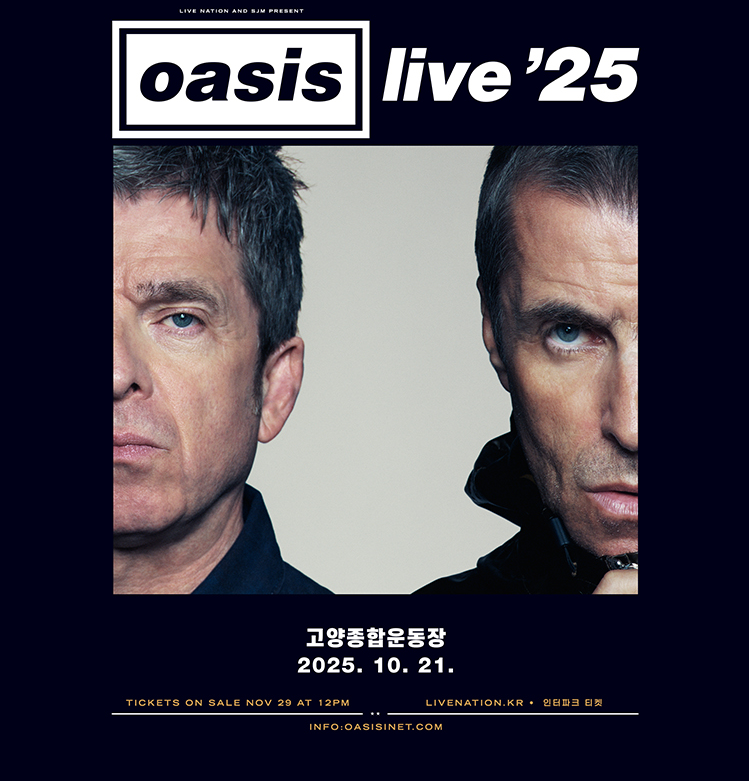 LIVE NATION AND SJM PRESENT
oasis live '25
고양종합운동장
2025. 10. 21.
TICKETS ON SALE NOV 29 AT 12PM
LIVENATION.KR • 인터파크 티켓
INFO:OASISINET.COM